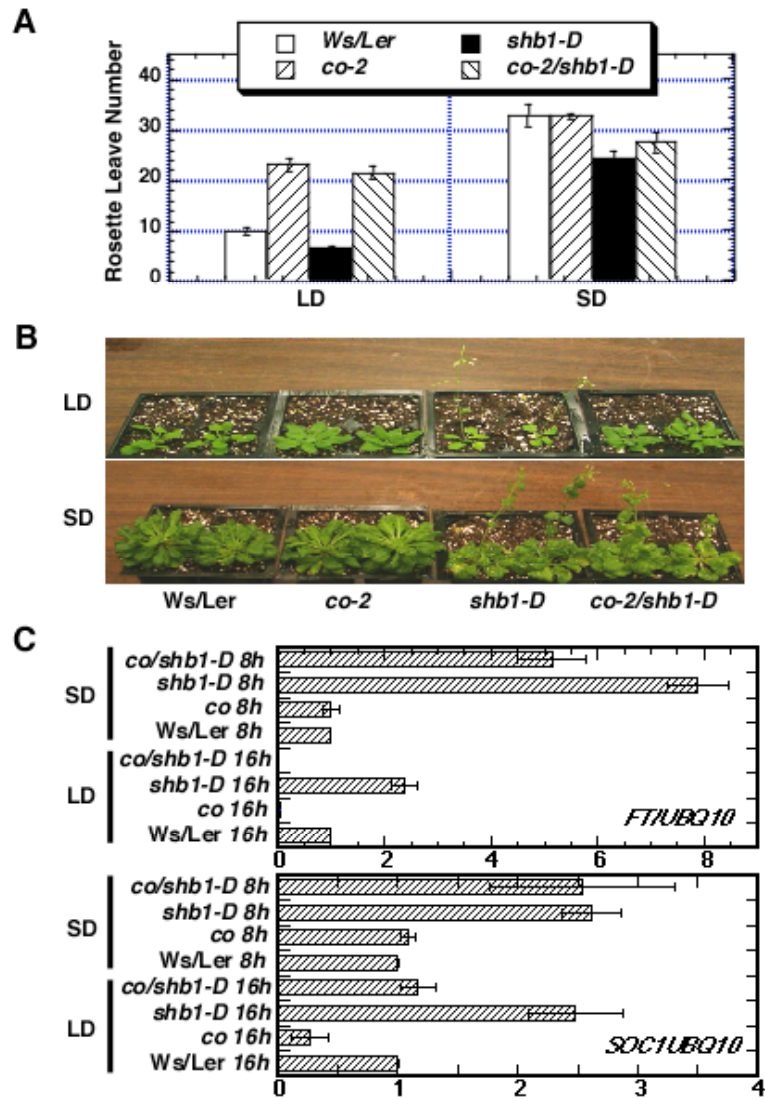 A
Ws/Ler shb1-D
co-2 co-2/shb1-D
Rosette Leave Number
40
30
20
10
0
LD SD
B
LD
SD
Ws/Ler co-2 shb1-D co-2/shb1-D
C
SD
co/shb1-D 8h
shb1-D 8h
co 8h
Ws/Ler 8h
LD
co/shb1-D 16h
shb1-D 16h
co 16h
Ws/Ler 16h
FT/UBQ10
0 2 4 6 8
SD
co/shb1-D 8h
shb1-D 8h
co 8h
Ws/Ler 8h
LD
co/shb1-D 16h
shb1-D 16h
co 16h
Ws/Ler 16h
SOC1UBQ10
0 1 2 3 4